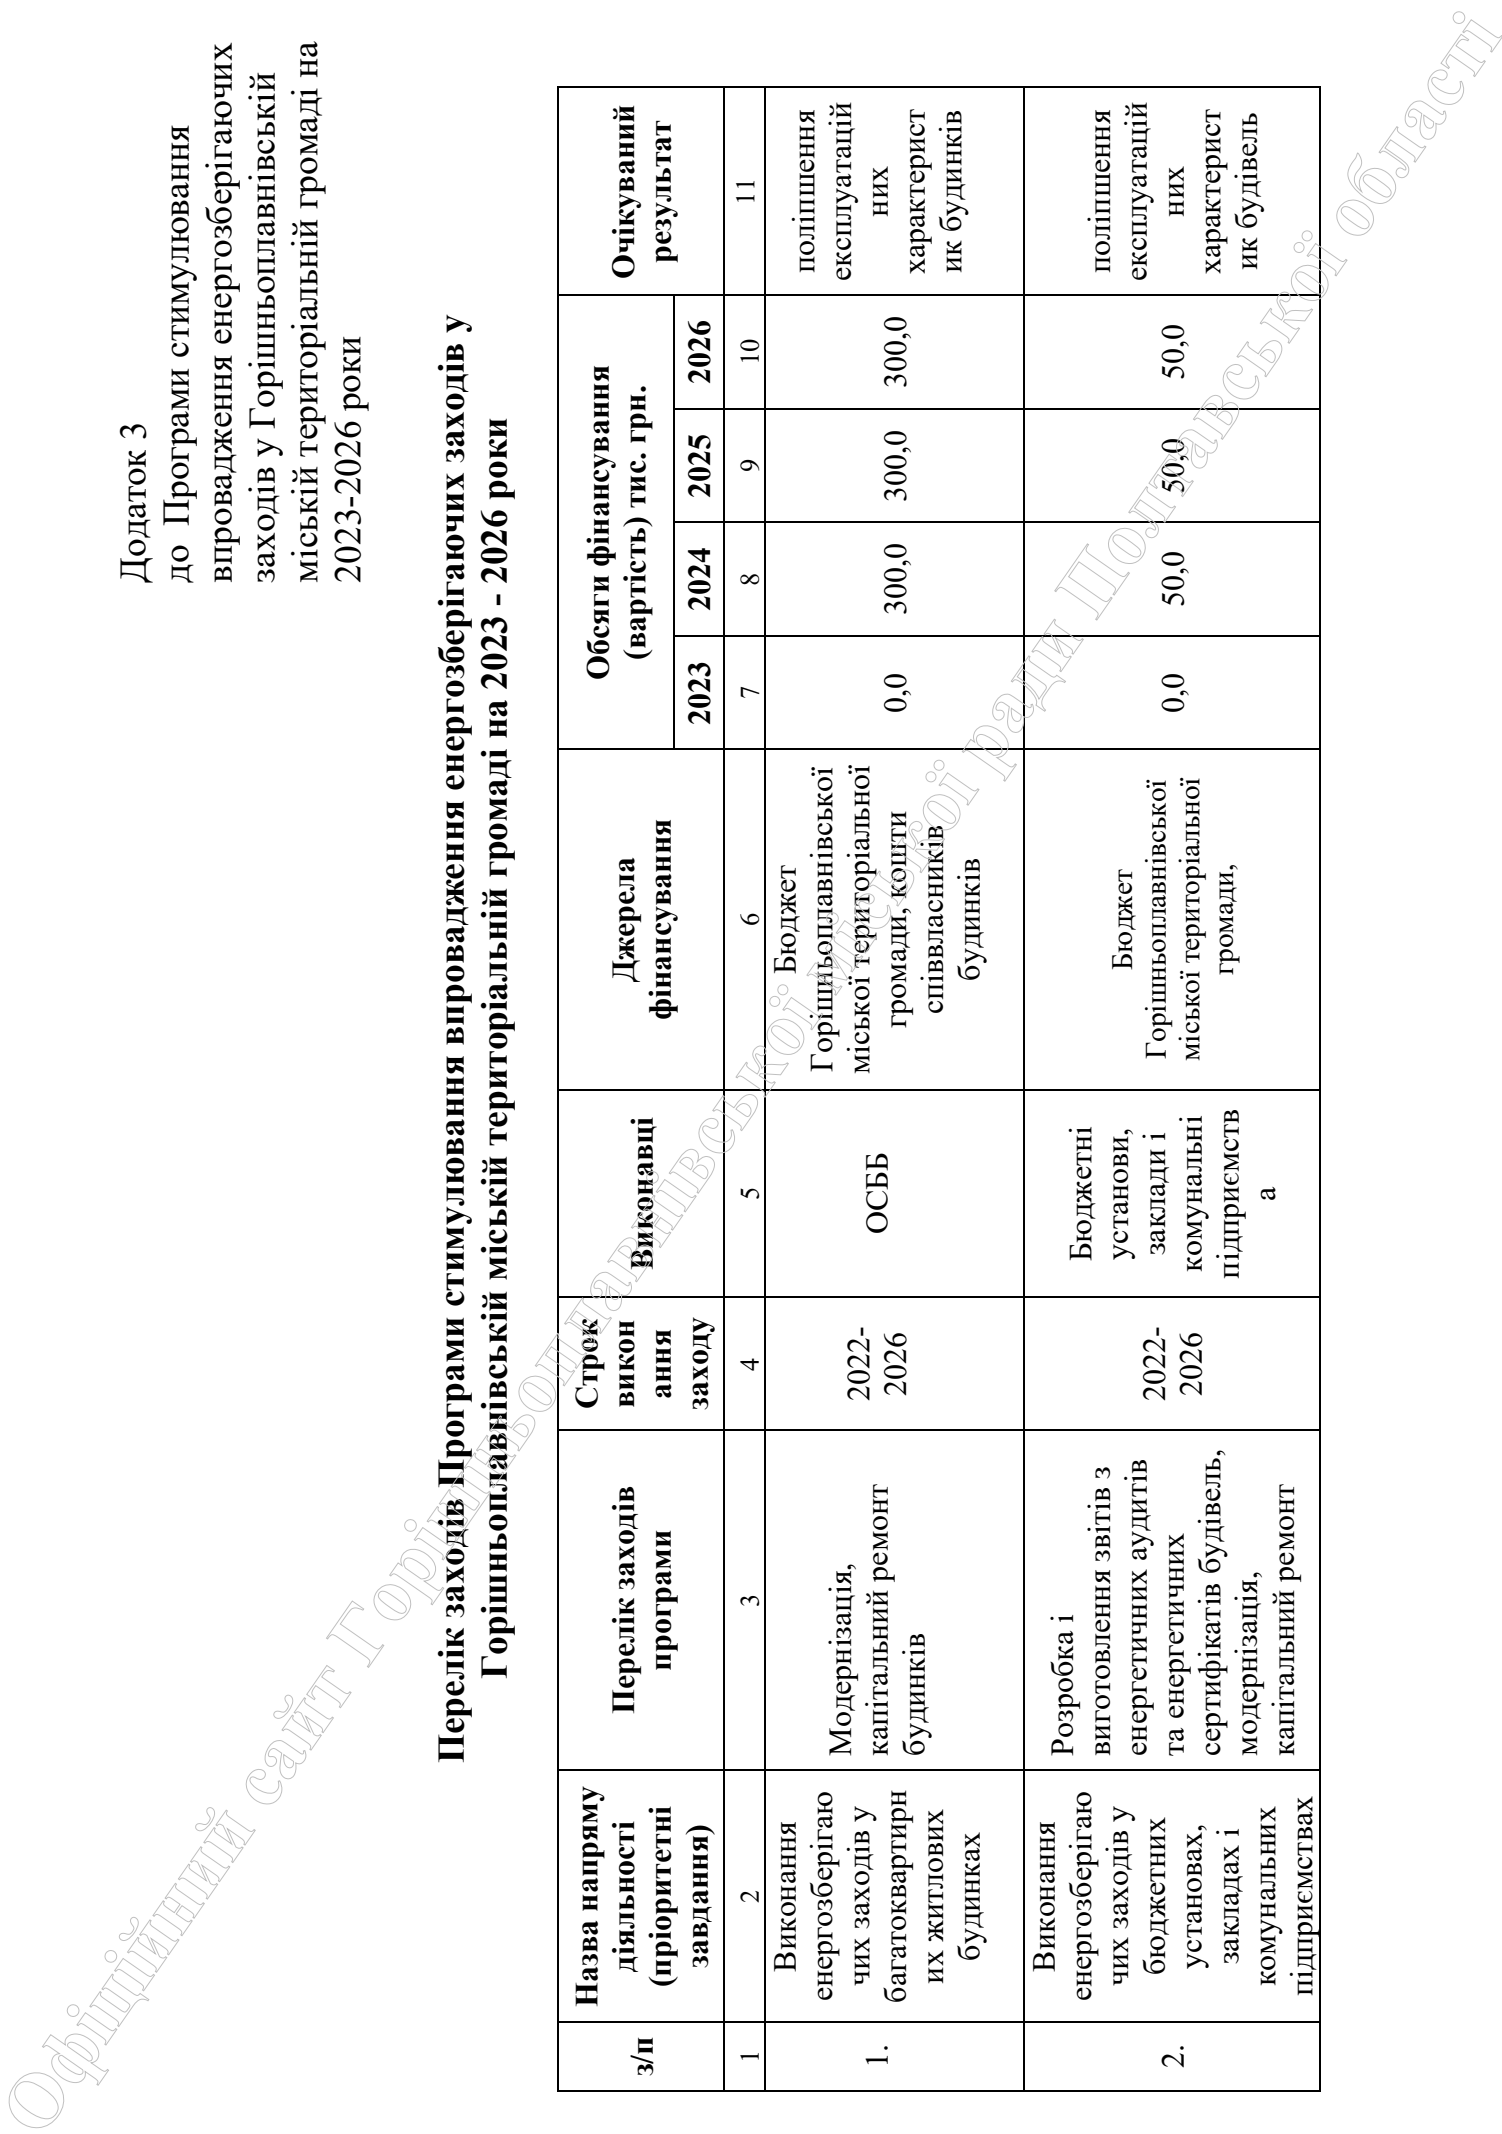 Додаток 3
до Програми стимулювання
впровадження енергозберігаючих
заходів у Горішньоплавнівській
міській територіальній громаді на
2023-2026 роки
Перелік заходів Програми стимулювання впровадження енергозберігаючих заходів у
Горішньоплавнівській міській територіальній громаді на 2023 - 2026 роки
з/п
Назва напряму
діяльності
(пріоритетні
завдання)
Перелік заходів
програми
Строк
викон
ання
заходу
Виконавці
Джерела
фінансування
Обсяги фінансування
(вартість) тис. грн.
2023 2024 2025 2026
Очікуваний
результат
1 2 3 4 5 6 7 8 9 10 11
1.
Виконання
енергозберігаю
чих заходів у
багатоквартирн
их житлових
будинках
Модернізація,
капітальний ремонт
будинків
2022-
2026
ОСББ
Бюджет
Горішньоплавнівської
міської територіальної
громади, кошти
співвласників
будинків
0,0 300,0 300,0 300,0
поліпшення
експлуатацій
них
характерист
ик будинків
2.
Виконання
енергозберігаю
чих заходів у
бюджетних
установах,
закладах і
комунальних
підприємствах
Розробка і
виготовлення звітів з
енергетичних аудитів
та енергетичних
сертифікатів будівель,
модернізація,
капітальний ремонт
2022-
2026
Бюджетні
установи,
заклади і
комунальні
підприємств
а
Бюджет
Горішньоплавнівської
міської територіальної
громади,
0,0 50,0 50,0 50,0
поліпшення
експлуатацій
них
характерист
ик будівель
Офіційний сайт Горішньоплавнівської міської ради Полтавської області